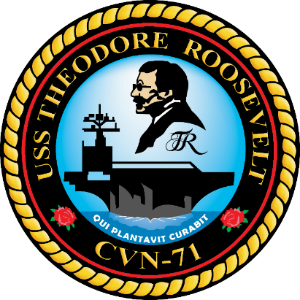 USS THEODORE ROOSEVELT
TR
QUI PLANTAVIT CURABIT
CVN-71